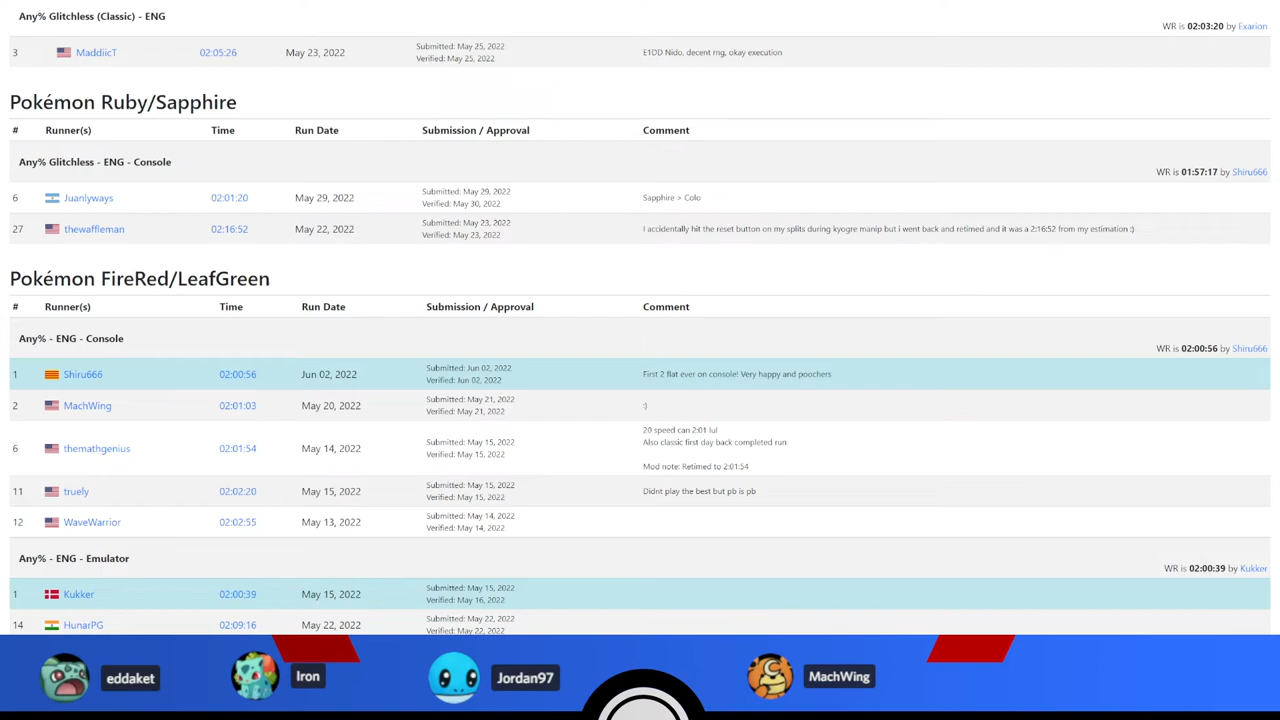 Any% Glitchless (Classic) - ENG
WR is 02:03:20 by Exarion
3 MaddiicT 02:05:26 May 23, 2022 Submitted: May 25, 2022 E1DD Nido, decent rng, okay execution
Verified: May 25, 2022
Pokémon Ruby/Sapphire
# Runner(s) Time Run Date Submission / Approval Comment
Any% Glitchless - ENG - Console
WR is 01:57:17 by Shiru666
6 Juanlyways 02:01:20 May 29, 2022 Submitted: May 29, 2022 Sapphire > Colo
Verified: May 30, 2022
27 thewaffleman 02:16:52 May 22, 2022 Submitted: May 23, 2022 I accidentally hit the reset button on my splits during kyogre manip but i went back and retimed and it was a 2:16:52 from my estimation :)
Verified: May 23, 2022
Pokémon FireRed/LeafGreen
# Runner(s) Time Run Date Submission / Approval Comment
Any% - ENG - Console
WR is 02:00:56 by Shiru666
1 Shiru666 02:00:56 Jun 02, 2022 Submitted: Jun 02, 2022 First 2 flat ever on console! Very happy and poochers
Verified: Jun 02, 2022
2 MachWing 02:01:03 May 20, 2022 Submitted: May 21, 2022 :)
Verified: May 21, 2022
6 themathgenius 02:01:54 May 14, 2022 Submitted: May 15, 2022 20 speed can 2:01 lul
Verified: May 15, 2022 Also classic first day back completed run
Mod note: Retimed to 2:01:54
11 truely 02:02:20 May 15, 2022 Submitted: May 15, 2022 Didnt play the best but pb is pb
Verified: May 15, 2022
12 WaveWarrior 02:02:55 May 13, 2022 Submitted: May 14, 2022
Verified: May 14, 2022
Any% - ENG - Emulator
WR is 02:00:39 by Kukker
1 Kukker 02:00:39 May 15, 2022 Submitted: May 15, 2022
Verified: May 16, 2022
14 HunarPG 02:09:16 May 22, 2022 Submitted: May 22, 2022
Verified: May 22, 2022
eddaket Iron Jordan97 MachWing